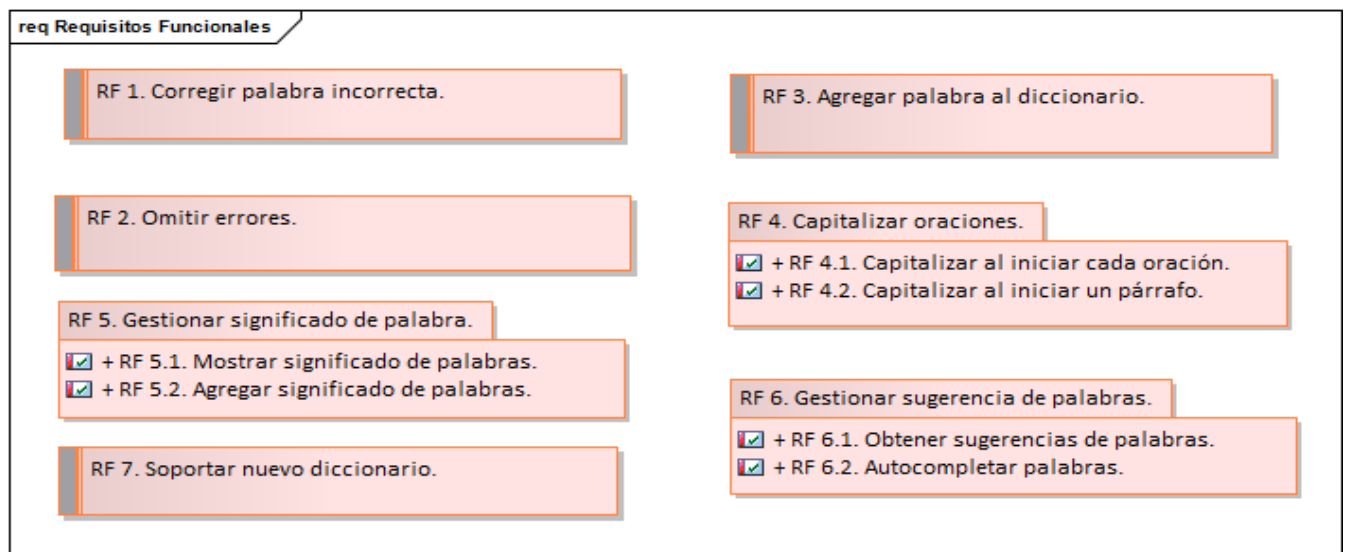 req Requisitos Funcionales
RF 1. Corregir palabra incorrecta.
RF 3. Agregar palabra al diccionario.
RF 2. Omitir errores.
RF 4. Capitalizar oraciones.
+ RF 4.1. Capitalizar al iniciar cada oración.
+ RF 4.2. Capitalizar al iniciar un párrafo.
RF 5. Gestionar significado de palabra.
+ RF 5.1. Mostrar significado de palabras.
+ RF 5.2. Agregar significado de palabras.
RF 6. Gestionar sugerencia de palabras.
+ RF 6.1. Obtener sugerencias de palabras.
+ RF 6.2. Autocompletar palabras.
RF 7. Soportar nuevo diccionario.